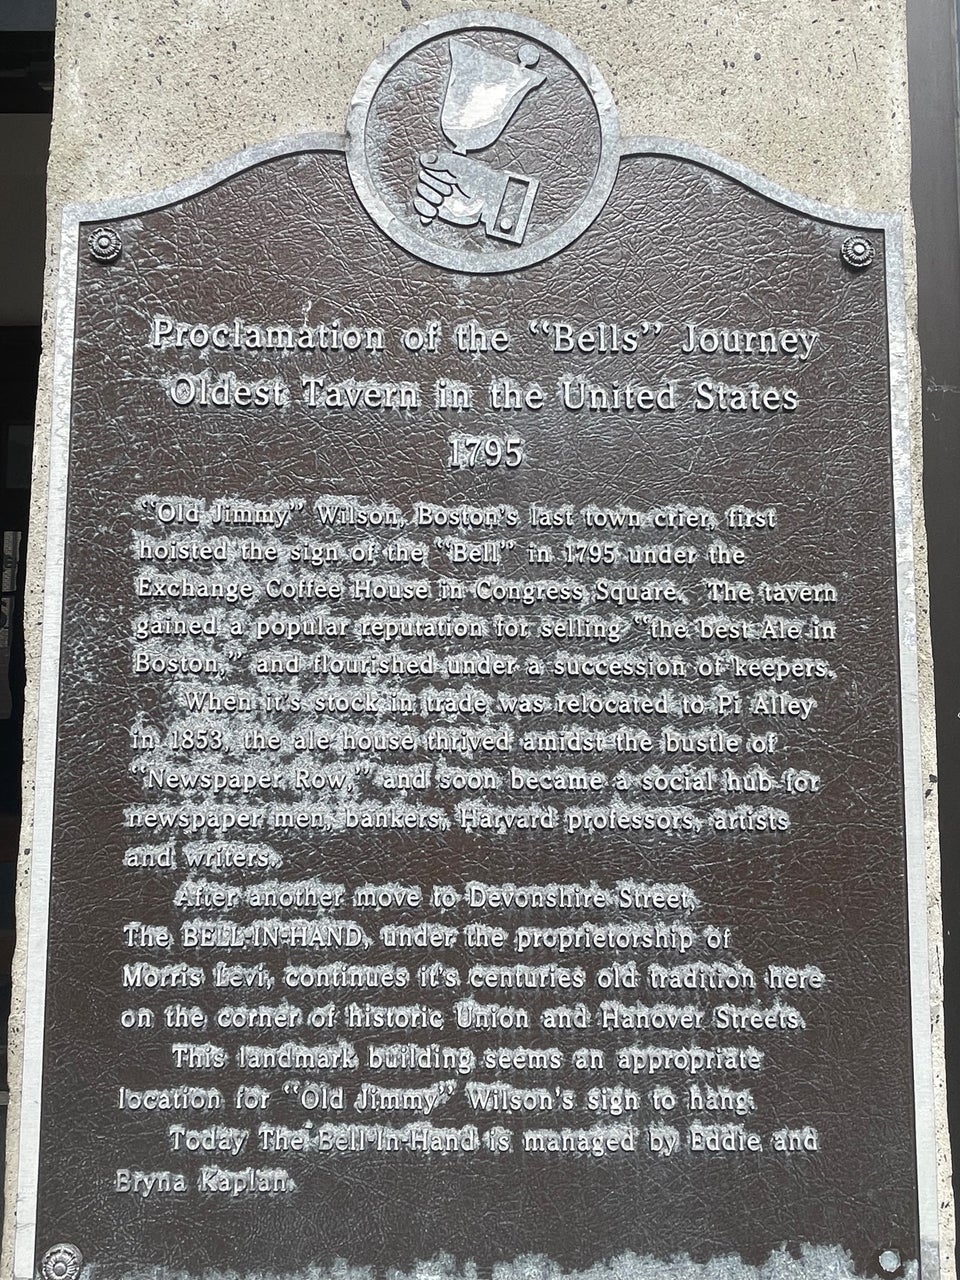 Proclamation of the "Bells" Journey
Oldest Tavern in the United States
1795
"Old Jimmy" Wilson, Boston's last town crier, first
hoisted the sign of the "Bell" in 1795 under the
Exchange Coffee House in Congress Square. The tavern
gained a popular reputation for selling "the best Ale in
Boston," and flourished under a succession of keepers.
When it's stock in trade was relocated to Pi Alley
in 1853, the ale house thrived amidst the bustle of
"Newspaper Row," and soon became a social hub for
newspaper men, bankers, Harvard professors, artists
and writers.
After another move to Devonshire Street,
The BELL-IN-HAND, under the proprietorship of
Morris Levi, continues it's centuries old tradition here
on the corner of historic Union and Hanover Streets.
This landmark building seems an appropriate
location for "Old Jimmy" Wilson's sign to hang.
Today The Bell-In-Hand is managed by Eddie and
Bryna Kaplan.